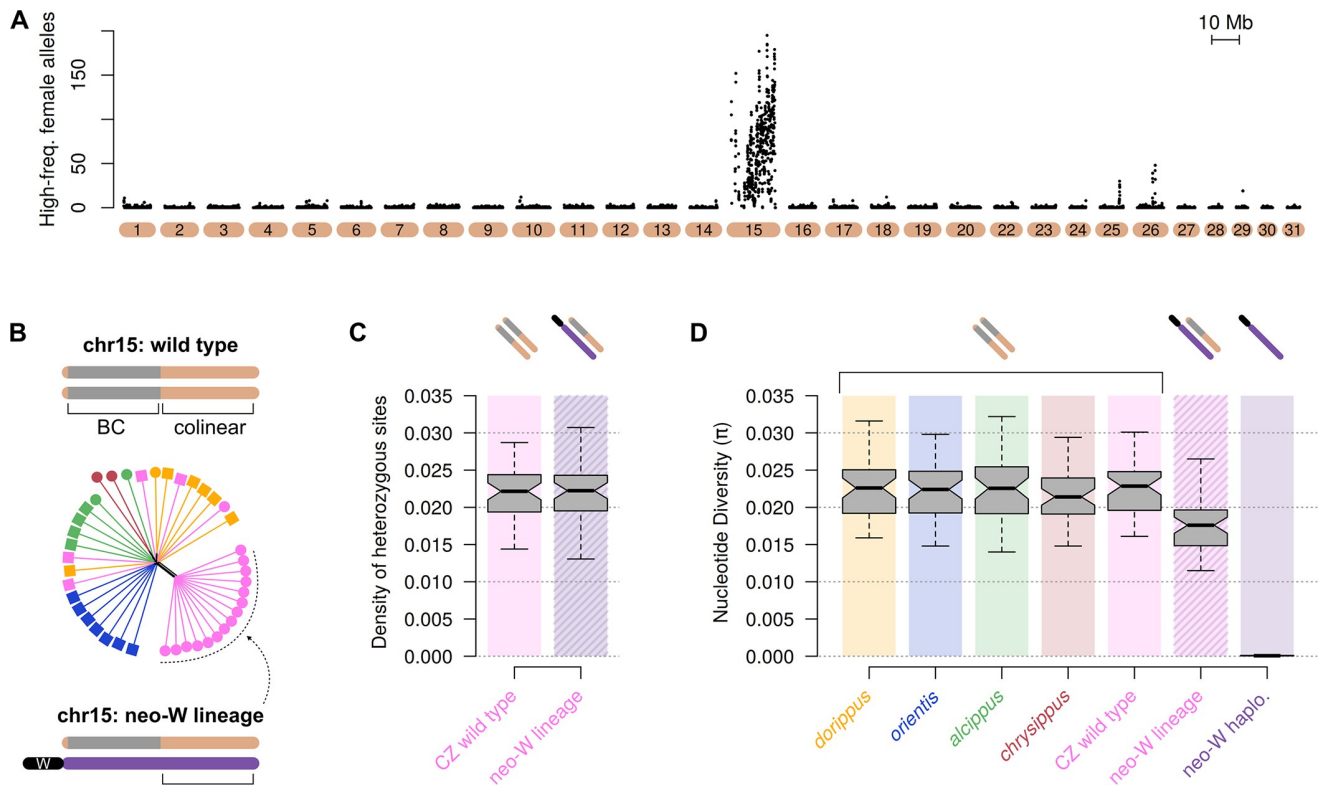 A
High-freq. female alleles
150
50
0
10 Mb
1 2 3 4 5 6 7 8 9 10 11 12 13 14 15 16 17 18 19 20 22 23 24 25 26 27 28 29 30 31
B
chr15: wild type
BC colinear
chr15: neo-W lineage
W
C
Density of heterozygous sites
0.035
0.030
0.025
0.020
0.015
0.010
0.005
0.000
CZ wild type
neo-W lineage
D
Nucleotide Diversity (π)
0.035
0.030
0.025
0.020
0.015
0.010
0.005
0.000
dorippus
orientis
alcippus
chrysippus
CZ wild type
neo-W lineage
neo-W haplo.